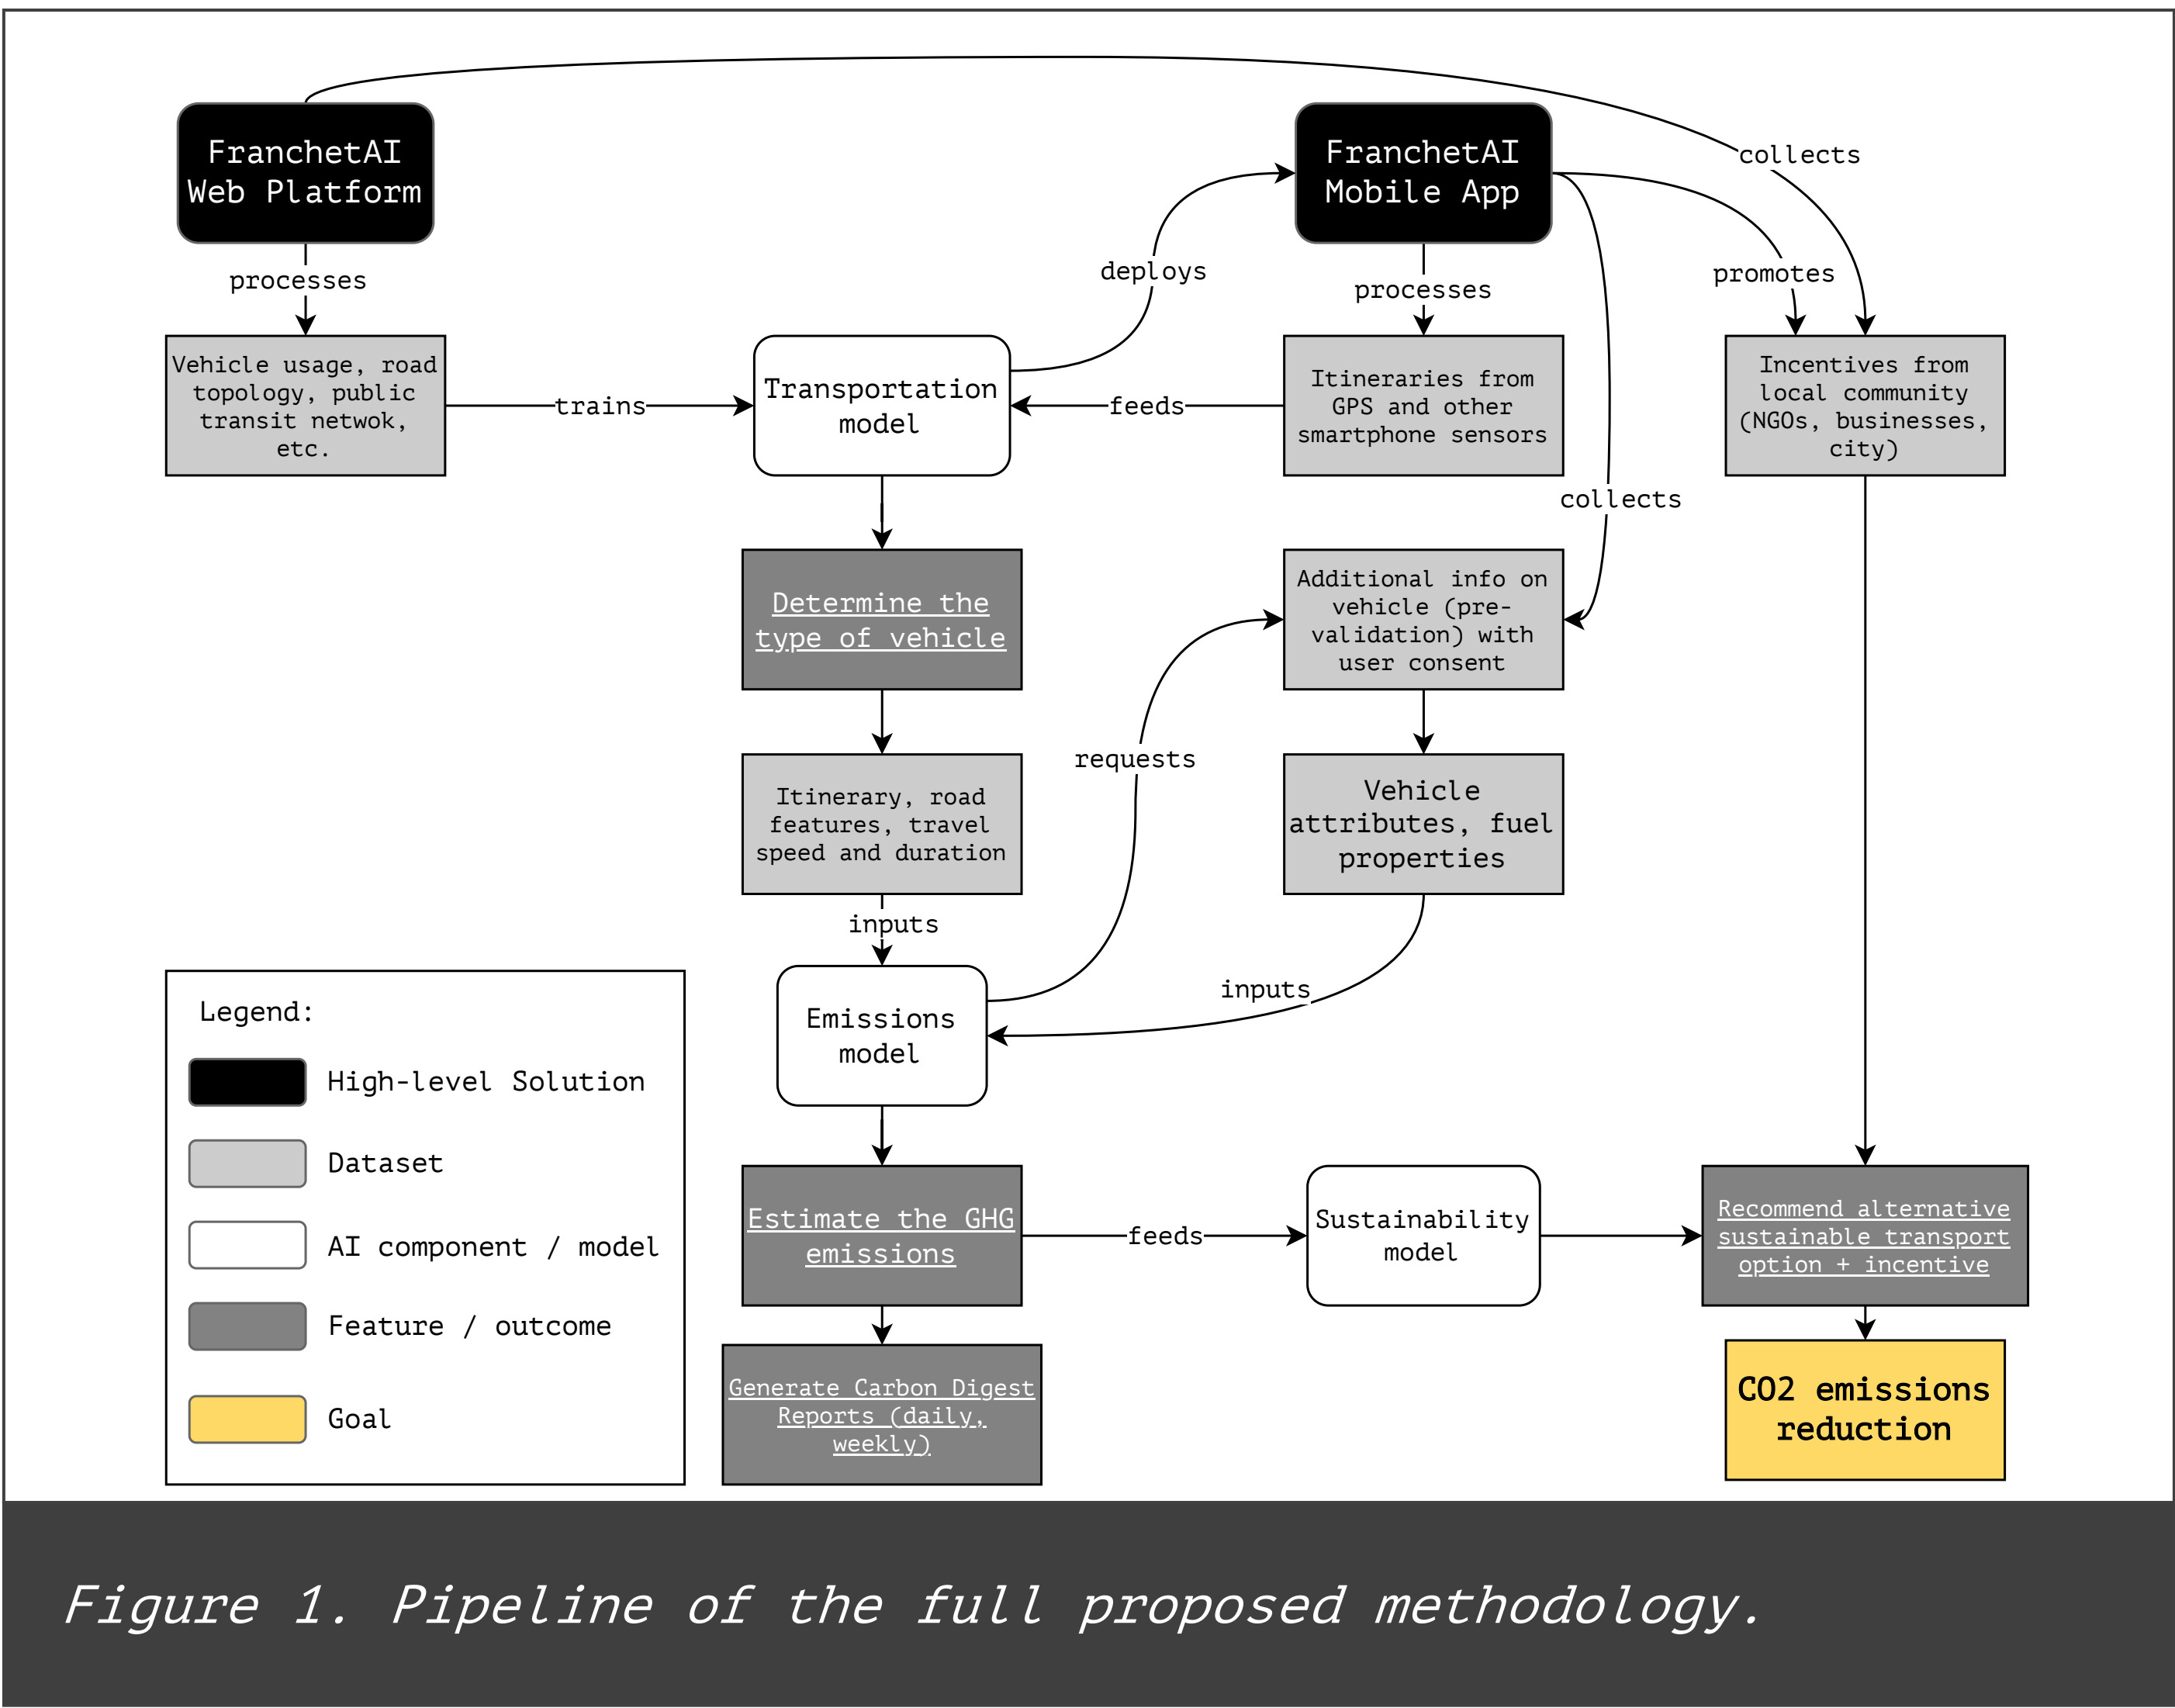 FranchetAI
Web Platform
FranchetAI
Mobile App
collects
processes
deploys
processes
promotes
Vehicle usage, road
topology, public
transit netwok,
etc.
trains
Transportation
model
feeds
Itineraries from
GPS and other
smartphone sensors
Incentives from
local community
(NGOs, businesses,
city)
collects
Determine the
type of vehicle
Additional info on
vehicle (pre-
validation) with
user consent
requests
Itinerary, road
features, travel
speed and duration
Vehicle
attributes, fuel
properties
inputs
inputs
Emissions
model
Legend:
High-level Solution
Dataset
AI component / model
Feature / outcome
Goal
Estimate the GHG
emissions
feeds
Sustainability
model
Recommend alternative
sustainable transport
option + incentive
Generate Carbon Digest
Reports (daily,
weekly)
CO2 emissions
reduction
Figure 1. Pipeline of the full proposed methodology.